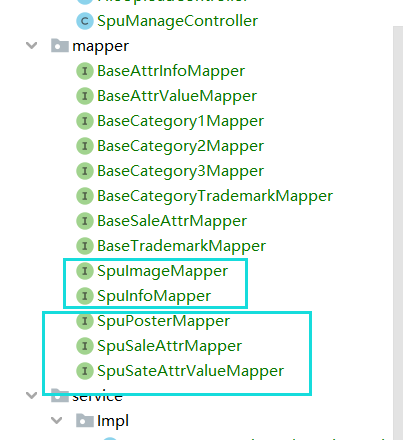 SpuManageController
mapper
BaseAttrInfoMapper
BaseAttrValueMapper
BaseCategory1Mapper
BaseCategory2Mapper
BaseCategory3Mapper
BaseCategoryTrademarkMapper
BaseSaleAttrMapper
BaseTrademarkMapper
SpuImageMapper
SpuInfoMapper
SpuPosterMapper
SpuSaleAttrMapper
SpuSateAttrValueMapper
service
Impl